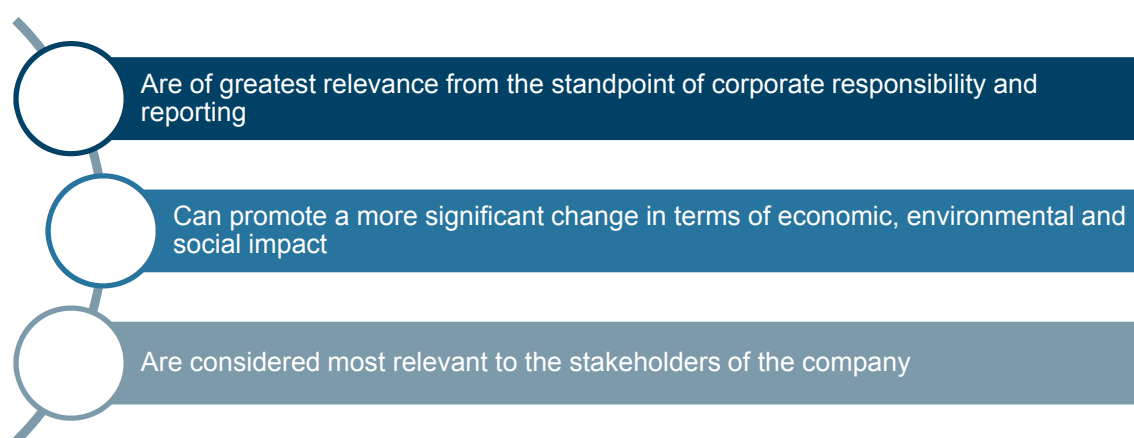 Are of greatest relevance from the standpoint of corporate responsibility and
reporting
Can promote a more significant change in terms of economic, environmental and
social impact
Are considered most relevant to the stakeholders of the company